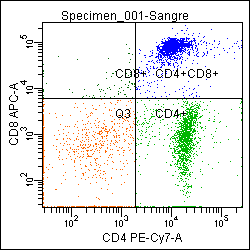 Specimen_001-Sangre
CD8 APC-A
10^5
10^4
10^3
10^2
CD8+ CD4+CD8+
Q3 CD4+
10^2 10^3 10^4 10^5
CD4 PE-Cy7-A